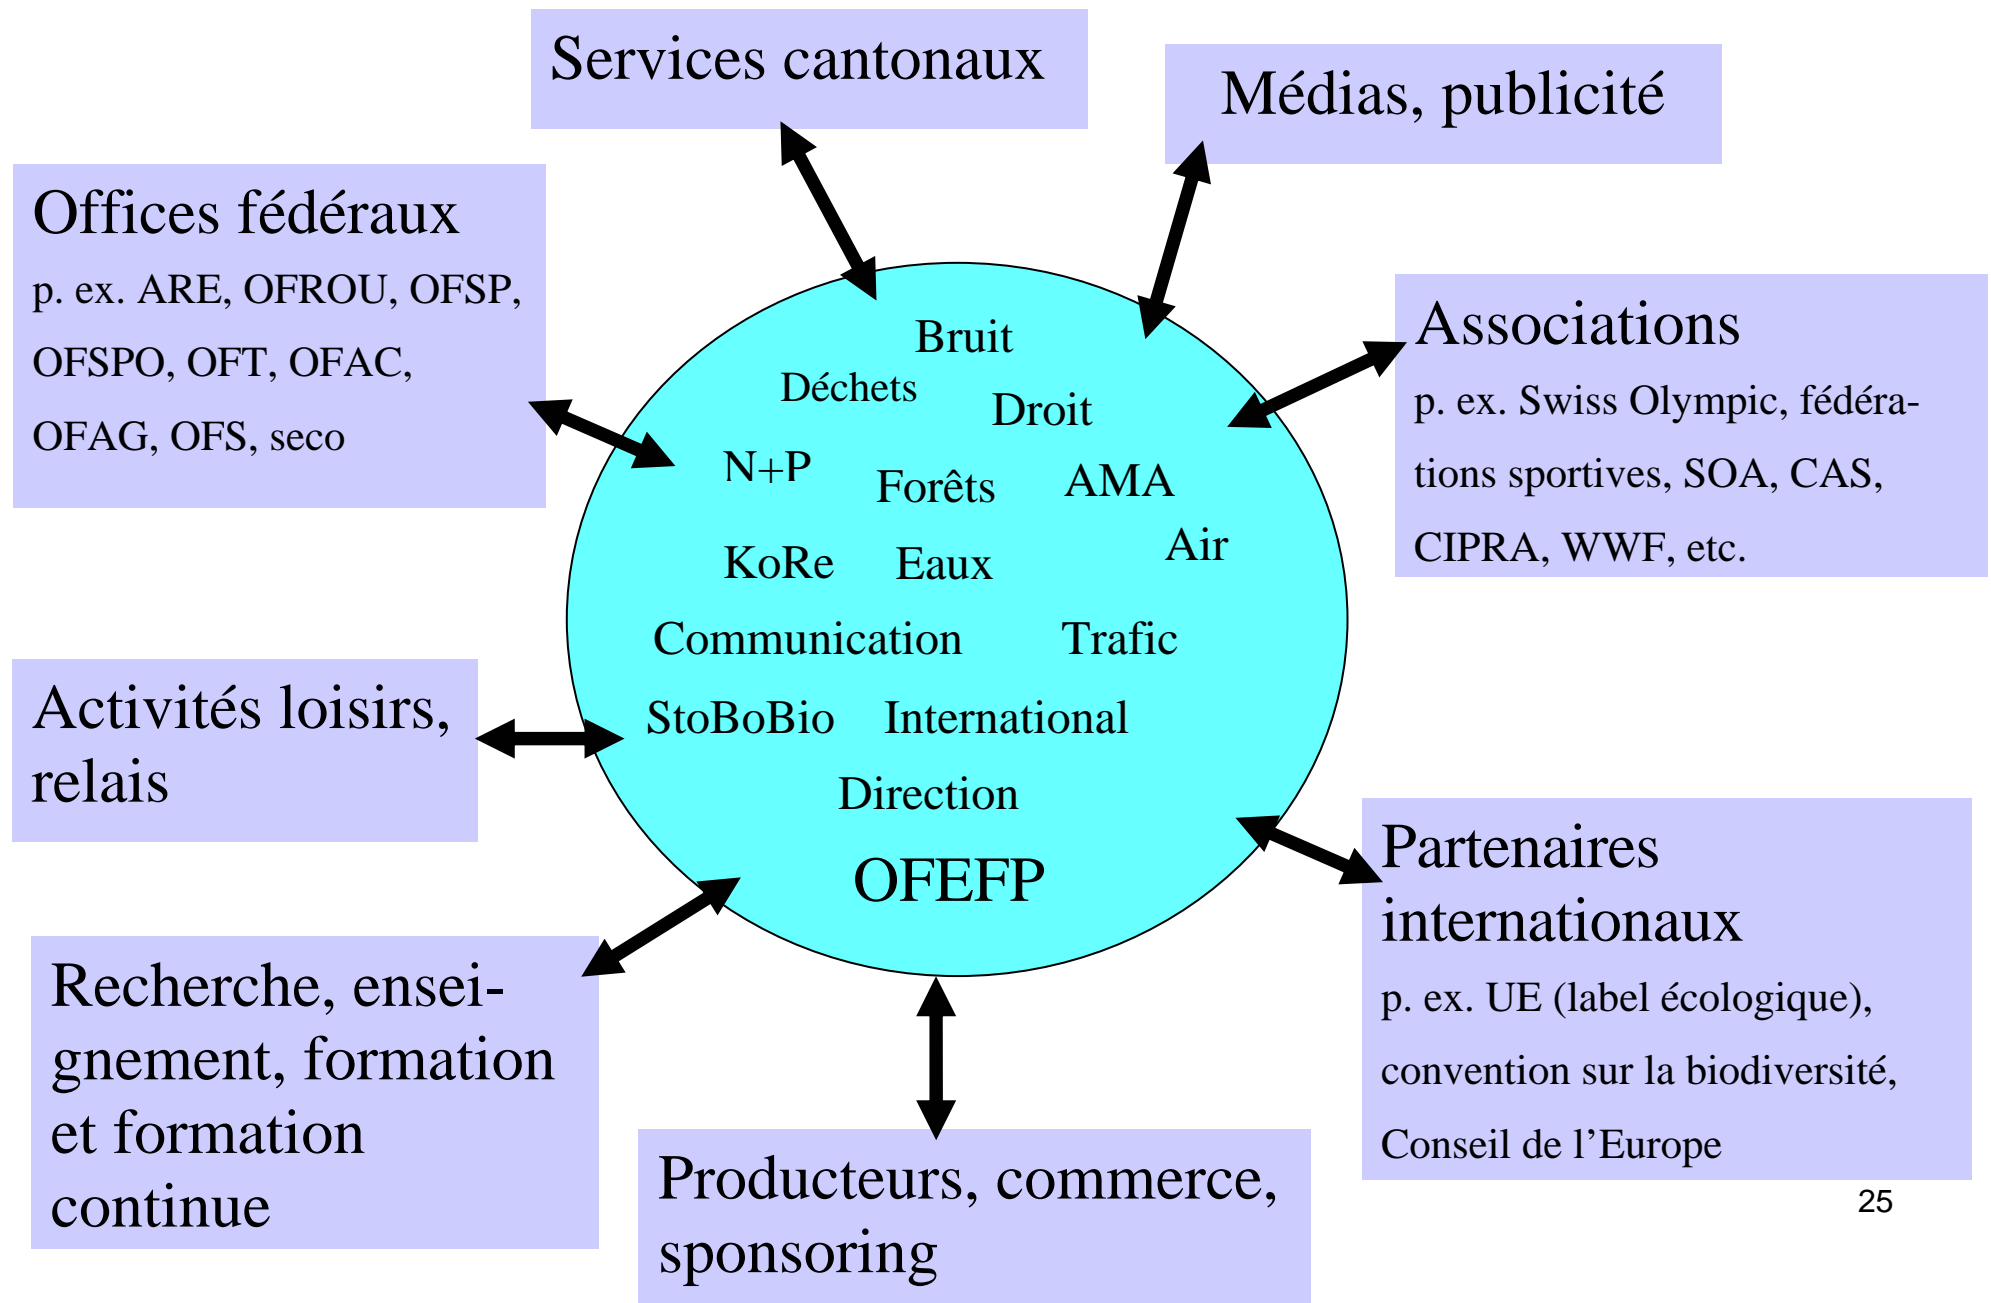 Services cantonaux
Médias, publicité
Offices fédéraux
p. ex. ARE, OFROU, OFSP,
OFSPO, OFT, OFAC,
OFAG, OFS, seco
Associations
p. ex. Swiss Olympic, fédéra-
tions sportives, SOA, CAS,
CIPRA, WWF, etc.
Bruit
Déchets
Droit
N+P
Forêts
AMA
Air
KoRe
Eaux
Communication
Trafic
StoBoBio
International
Direction
OFEFP
Activités loisirs,
relais
Partenaires
internationaux
p. ex. UE (label écologique),
convention sur la biodiversité,
Conseil de l’Europe
Recherche, ensei-
gnement, formation
et formation
continue
Producteurs, commerce,
sponsoring
25